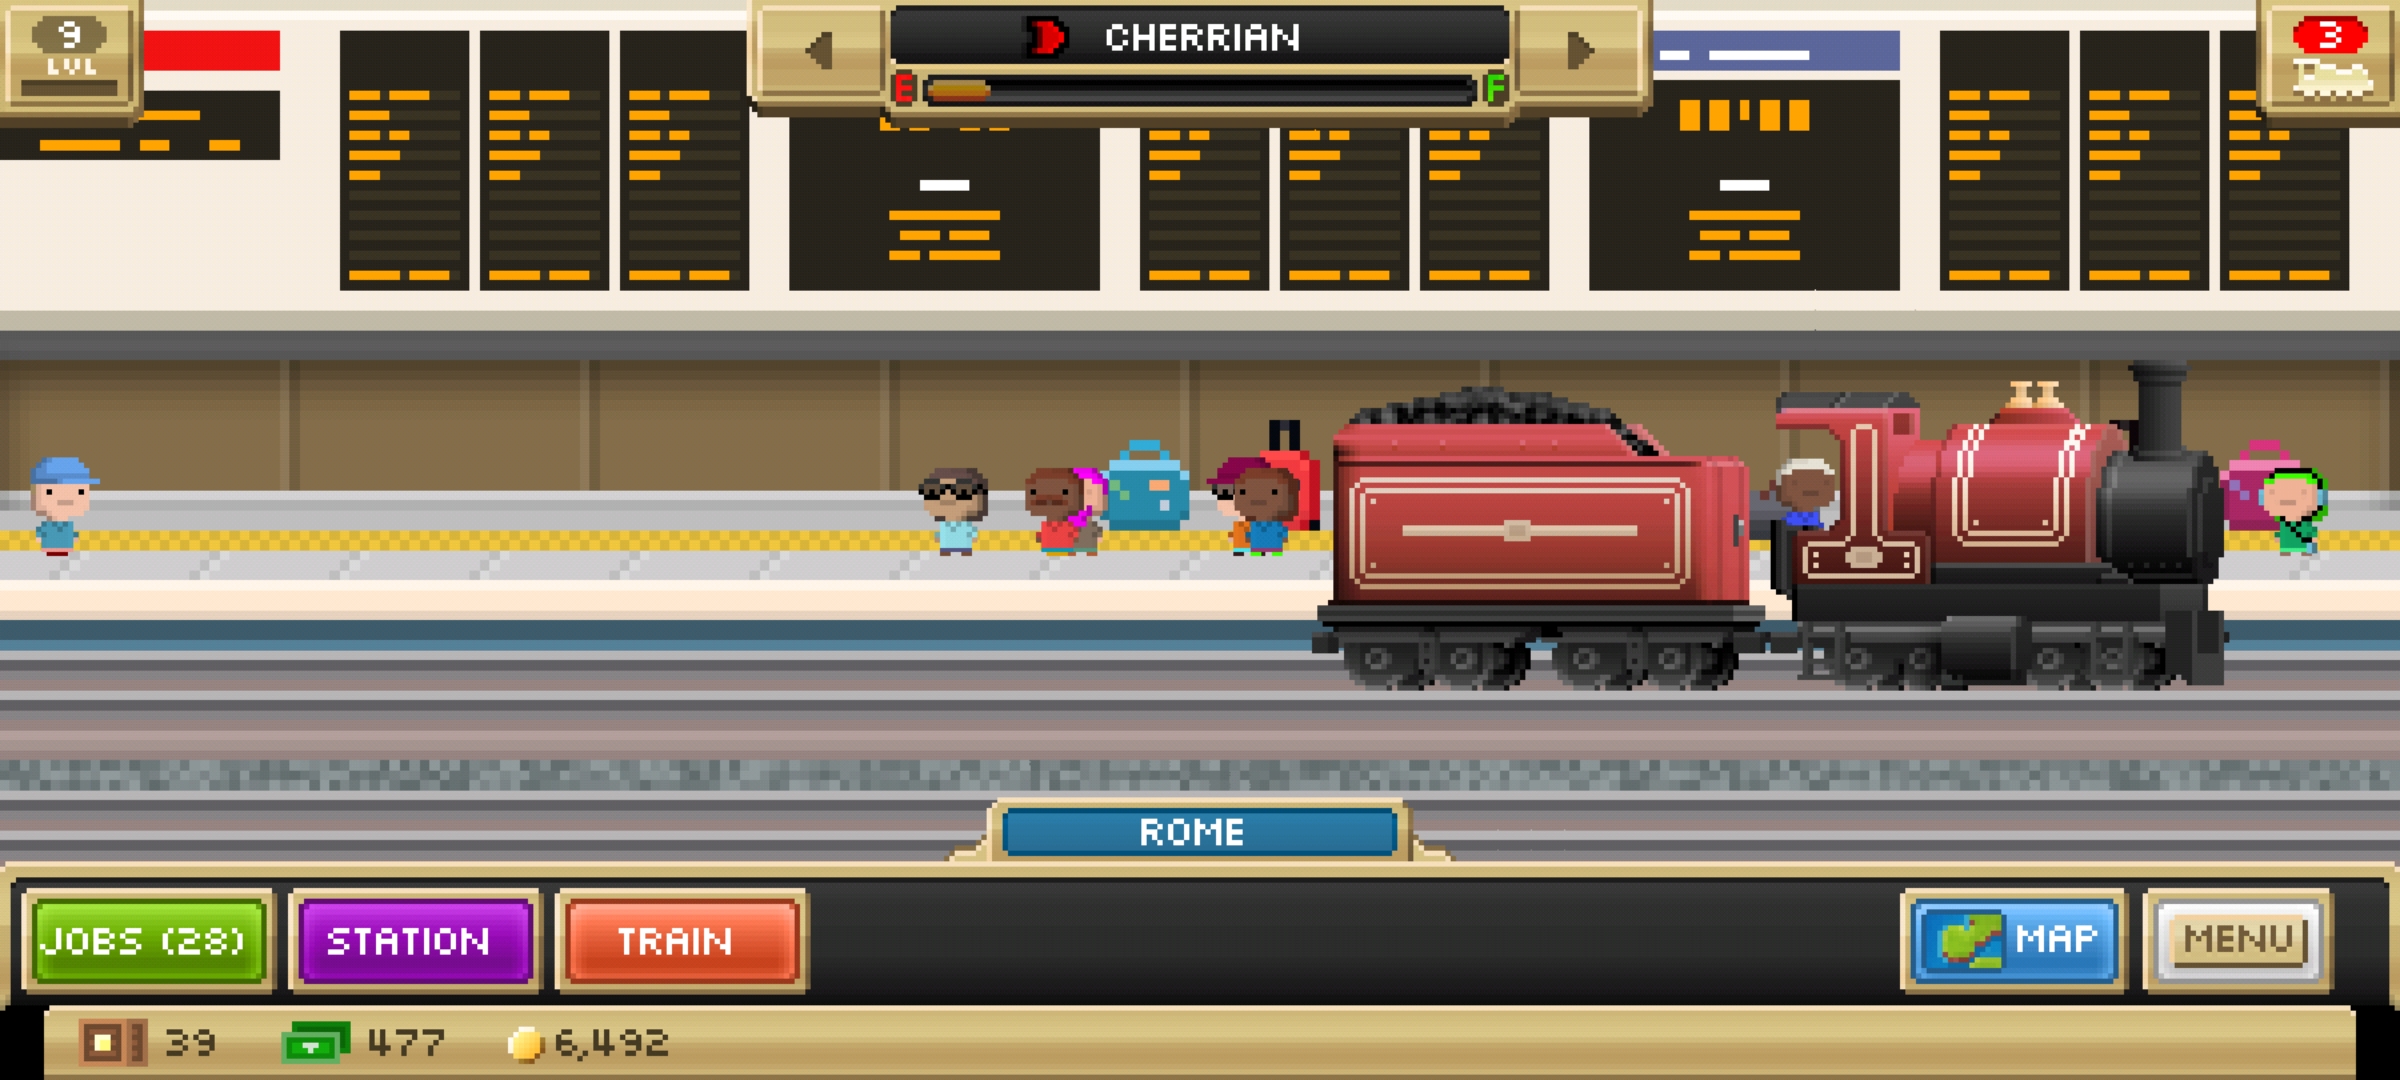 9
LVL
CHERRIAN
E F
3
ROME
JOBS (28)
STATION
TRAIN
MAP
MENU
39
477
6,492